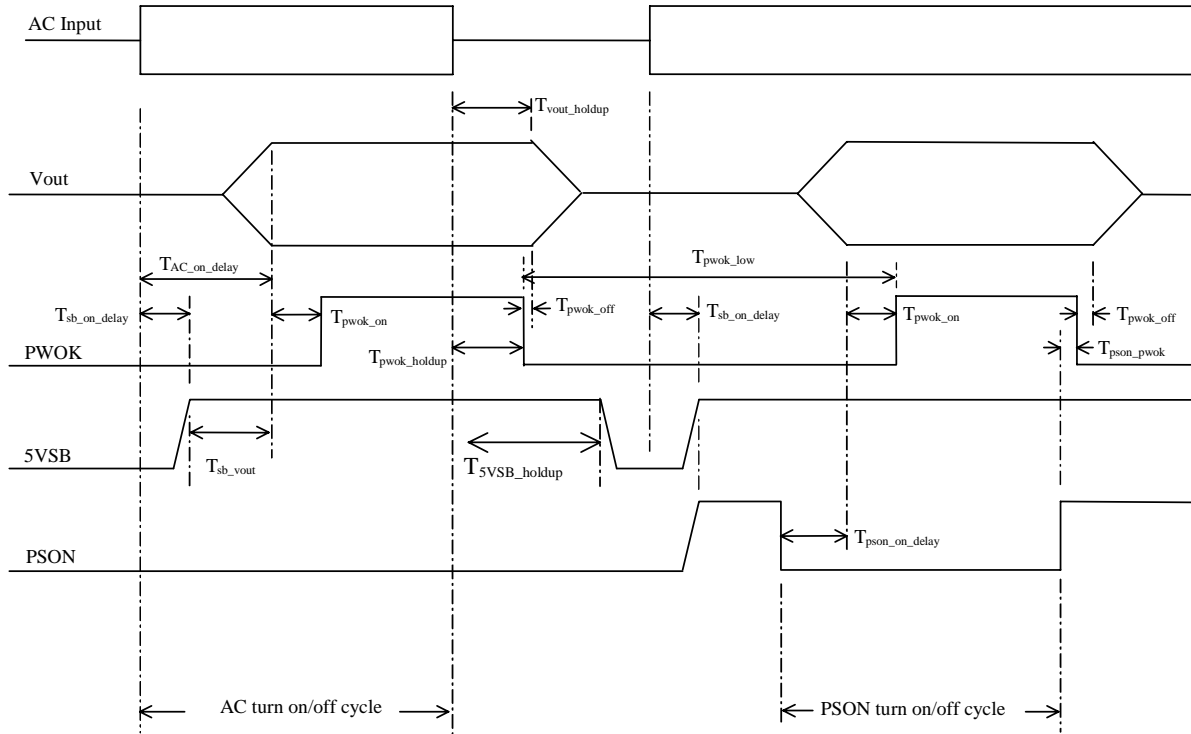 AC Input
Tvout_holdup
Vout
TAC_on_delay
Tpwok_low
Tsb_on_delay
Tpwok_on
Tpwok_off
Tsb_on_delay
Tpwok_on
Tpwok_off
PWOK
Tpwok_holdup
Tpson_pwok
5VSB
Tsb_vout
T5VSB_holdup
PSON
Tpson_on_delay
AC turn on/off cycle
PSON turn on/off cycle